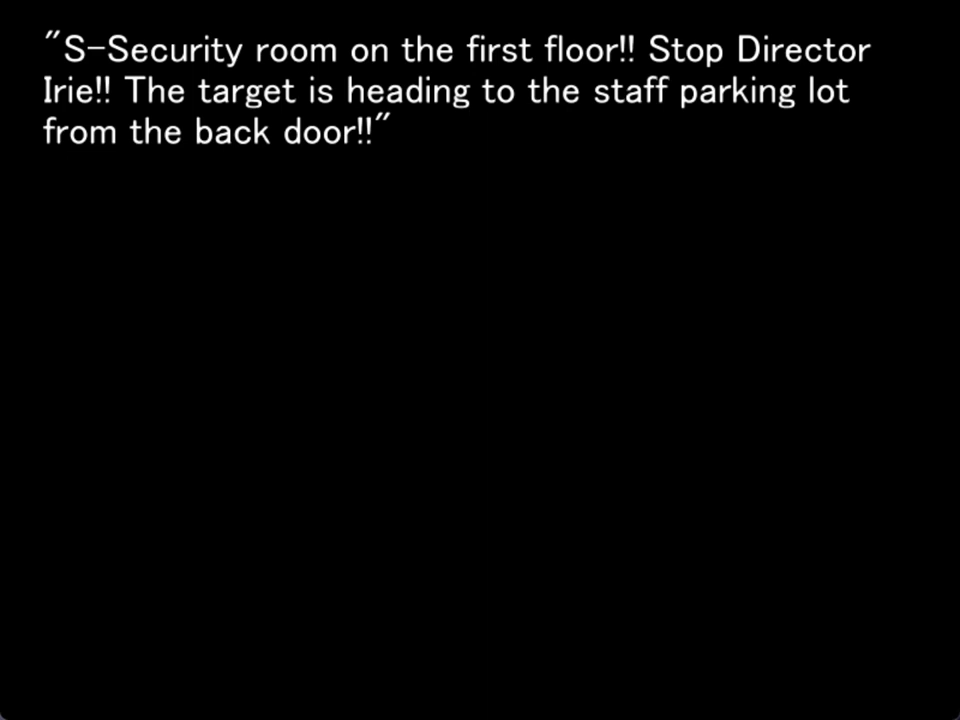 "S-Security room on the first floor!! Stop Director
Irie!! The target is heading to the staff parking lot
from the back door!!"